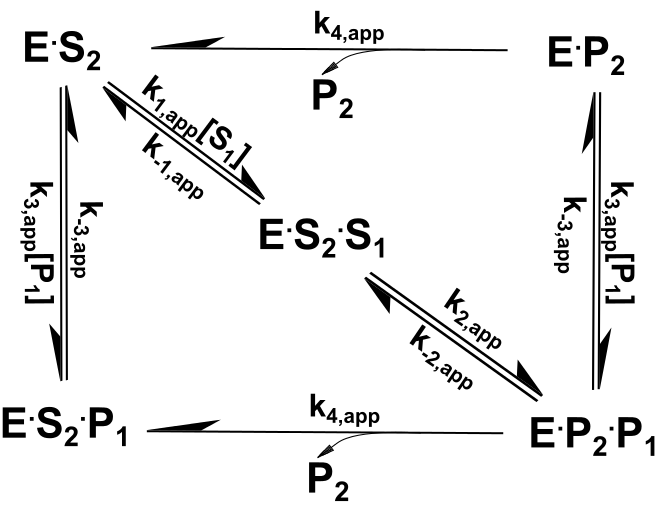 k4,app
E·S2
E·P2
P2
k1,app[S1]
k-1,app
k3,app[P1]
k-3,app
E·S2·S1
k-3,app
k3,app[P1]
k2,app
k-2,app
k4,app
E·S2·P1
E·P2·P1
P2